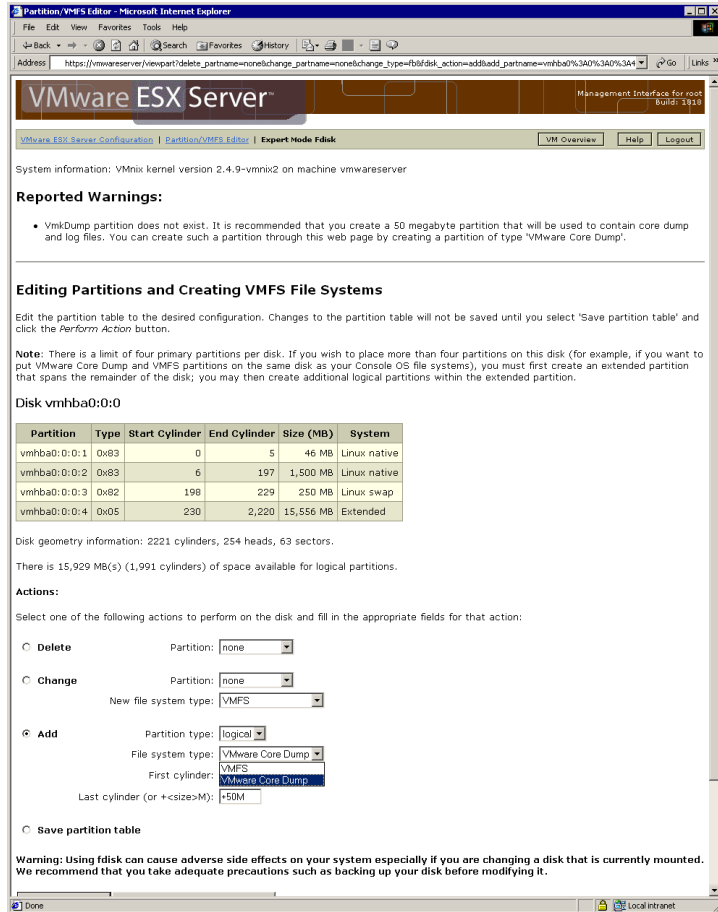 Partition/VMFS Editor - Microsoft Internet Explorer
File Edit View Favorites Tools Help
Back Search Favorites History
Address https://vmwareserver/viewpart?delete_partname=none&change_partname=none&change_type=fb&fdisk_action=add&add_partname=vmhba0%3A0%3A0%3A4 Go Links
VMware ESX Server™
Management Interface for root
Build: 1818
VMware ESX Server Configuration | Partition/VMFS Editor | Expert Mode Fdisk VM Overview Help Logout
System information: VMnix kernel version 2.4.9-vmnix2 on machine vmwareserver
Reported Warnings:
• VmkDump partition does not exist. It is recommended that you create a 50 megabyte partition that will be used to contain core dump
and log files. You can create such a partition through this web page by creating a partition of type 'VMware Core Dump'.
Editing Partitions and Creating VMFS File Systems
Edit the partition table to the desired configuration. Changes to the partition table will not be saved until you select 'Save partition table' and
click the Perform Action button.
Note: There is a limit of four primary partitions per disk. If you wish to place more than four partitions on this disk (for example, if you want to
put VMware Core Dump and VMFS partitions on the same disk as your Console OS file systems), you must first create an extended partition
that spans the remainder of the disk; you may then create additional logical partitions within the extended partition.
Disk vmhba0:0:0
Partition Type Start Cylinder End Cylinder Size (MB) System
vmhba0:0:0:1 0x83 0 5 46 MB Linux native
vmhba0:0:0:2 0x83 6 197 1,500 MB Linux native
vmhba0:0:0:3 0x82 198 229 250 MB Linux swap
vmhba0:0:0:4 0x05 230 2,220 15,556 MB Extended
Disk geometry information: 2221 cylinders, 254 heads, 63 sectors.
There is 15,929 MB(s) (1,991 cylinders) of space available for logical partitions.
Actions:
Select one of the following actions to perform on the disk and fill in the appropriate fields for that action:
Delete Partition: none
Change Partition: none
New file system type: VMFS
Add Partition type: logical
File system type: VMware Core Dump
VMFS
First cylinder:
VMware Core Dump
Last cylinder (or +<size>M): +50M
Save partition table
Warning: Using fdisk can cause adverse side effects on your system especially if you are changing a disk that is currently mounted.
We recommend that you take adequate precautions such as backing up your disk before modifying it.
Done Local intranet